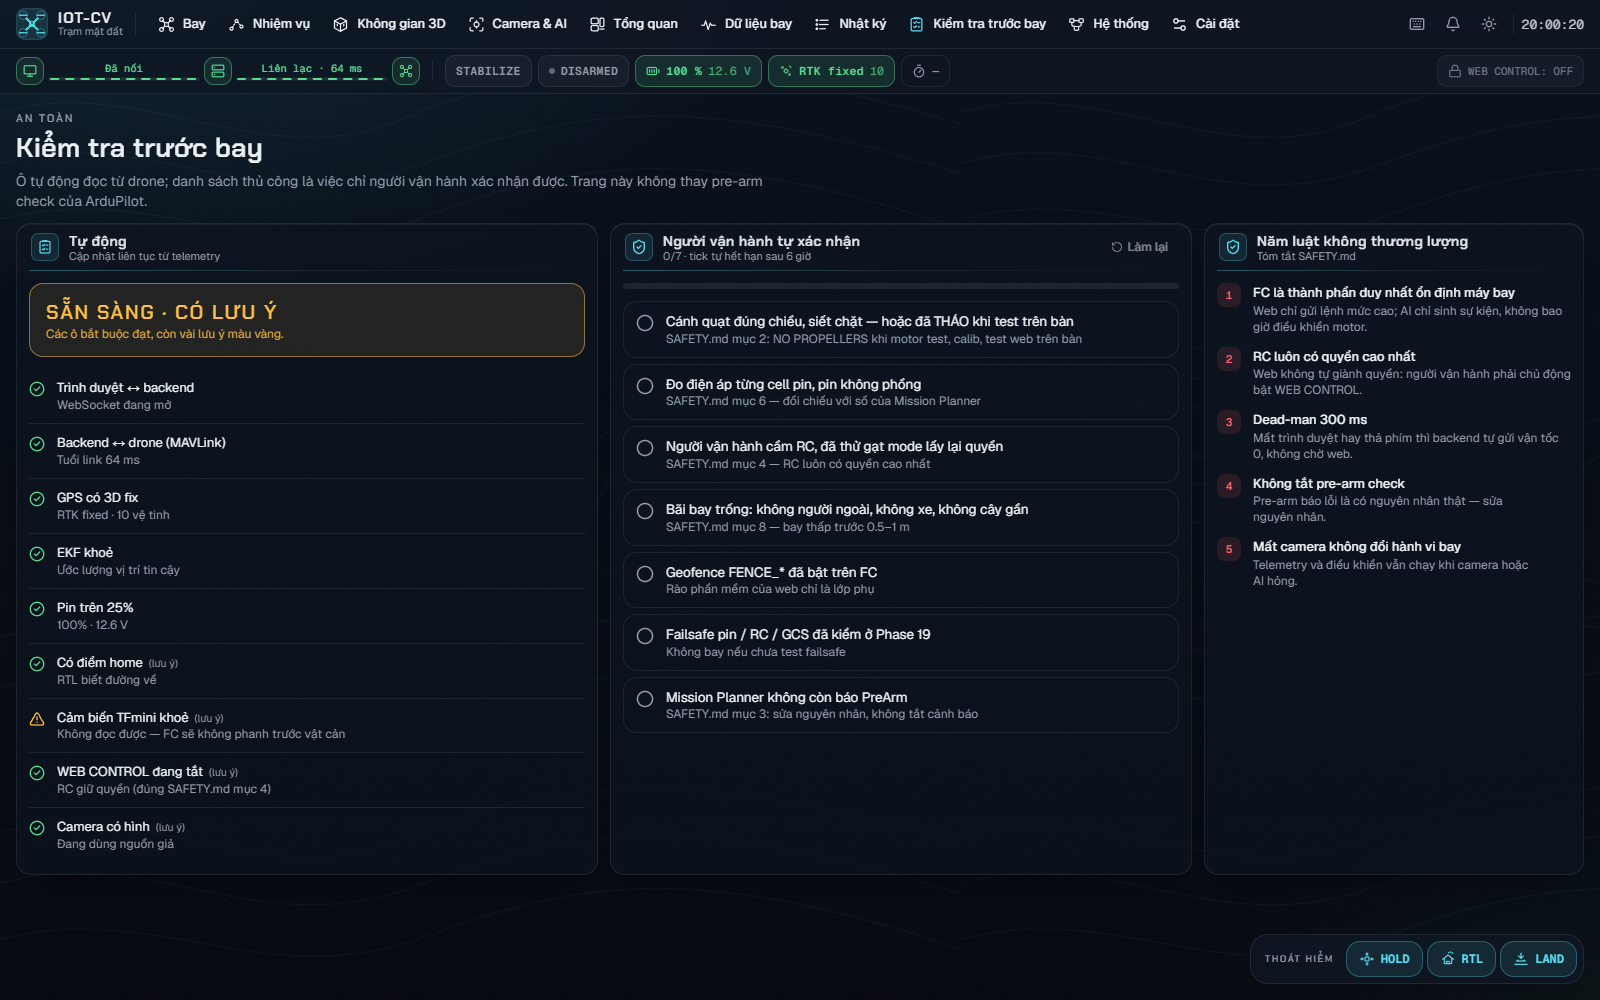 IOT-CV
Trạm mặt đất
Bay
Nhiệm vụ
Không gian 3D
Camera & AI
Tổng quan
Dữ liệu bay
Nhật ký
Kiểm tra trước bay
Hệ thống
Cài đặt
20:00:20
Đã nối
Liên lạc · 64 ms
STABILIZE
DISARMED
100 % 12.6 V
RTK fixed 10
–
WEB CONTROL: OFF
AN TOÀN
Kiểm tra trước bay
Ô tự động đọc từ drone; danh sách thủ công là việc chỉ người vận hành xác nhận được. Trang này không thay pre-arm
check của ArduPilot.
Tự động
Cập nhật liên tục từ telemetry
SẴN SÀNG · CÓ LƯU Ý
Các ô bắt buộc đạt, còn vài lưu ý màu vàng.
Trình duyệt ↔ backend
WebSocket đang mở
Backend ↔ drone (MAVLink)
Tuổi link 64 ms
GPS có 3D fix
RTK fixed · 10 vệ tinh
EKF khoẻ
Ước lượng vị trí tin cậy
Pin trên 25%
100% · 12.6 V
Có điểm home (lưu ý)
RTL biết đường về
Cảm biến TFmini khoẻ (lưu ý)
Không đọc được — FC sẽ không phanh trước vật cản
WEB CONTROL đang tắt (lưu ý)
RC giữ quyền (đúng SAFETY.md mục 4)
Camera có hình (lưu ý)
Đang dùng nguồn giả
Người vận hành tự xác nhận
0/7 · tick tự hết hạn sau 6 giờ
Làm lại
Cánh quạt đúng chiều, siết chặt — hoặc đã THÁO khi test trên bàn
SAFETY.md mục 2: NO PROPELLERS khi motor test, calib, test web trên bàn
Đo điện áp từng cell pin, pin không phồng
SAFETY.md mục 6 — đối chiếu với số của Mission Planner
Người vận hành cầm RC, đã thử gạt mode lấy lại quyền
SAFETY.md mục 4 — RC luôn có quyền cao nhất
Bãi bay trống: không người ngoài, không xe, không cây gần
SAFETY.md mục 8 — bay thấp trước 0.5–1 m
Geofence FENCE_* đã bật trên FC
Rào phần mềm của web chỉ là lớp phụ
Failsafe pin / RC / GCS đã kiểm ở Phase 19
Không bay nếu chưa test failsafe
Mission Planner không còn báo PreArm
SAFETY.md mục 3: sửa nguyên nhân, không tắt cảnh báo
Năm luật không thương lượng
Tóm tắt SAFETY.md
1
FC là thành phần duy nhất ổn định máy bay
Web chỉ gửi lệnh mức cao; AI chỉ sinh sự kiện, không bao
giờ điều khiển motor.
2
RC luôn có quyền cao nhất
Web không tự giành quyền: người vận hành phải chủ động
bật WEB CONTROL.
3
Dead-man 300 ms
Mất trình duyệt hay thả phím thì backend tự gửi vận tốc
0, không chờ web.
4
Không tắt pre-arm check
Pre-arm báo lỗi là có nguyên nhân thật — sửa
nguyên nhân.
5
Mất camera không đổi hành vi bay
Telemetry và điều khiển vẫn chạy khi camera hoặc
AI hỏng.
THOÁT HIỂM
HOLD
RTL
LAND